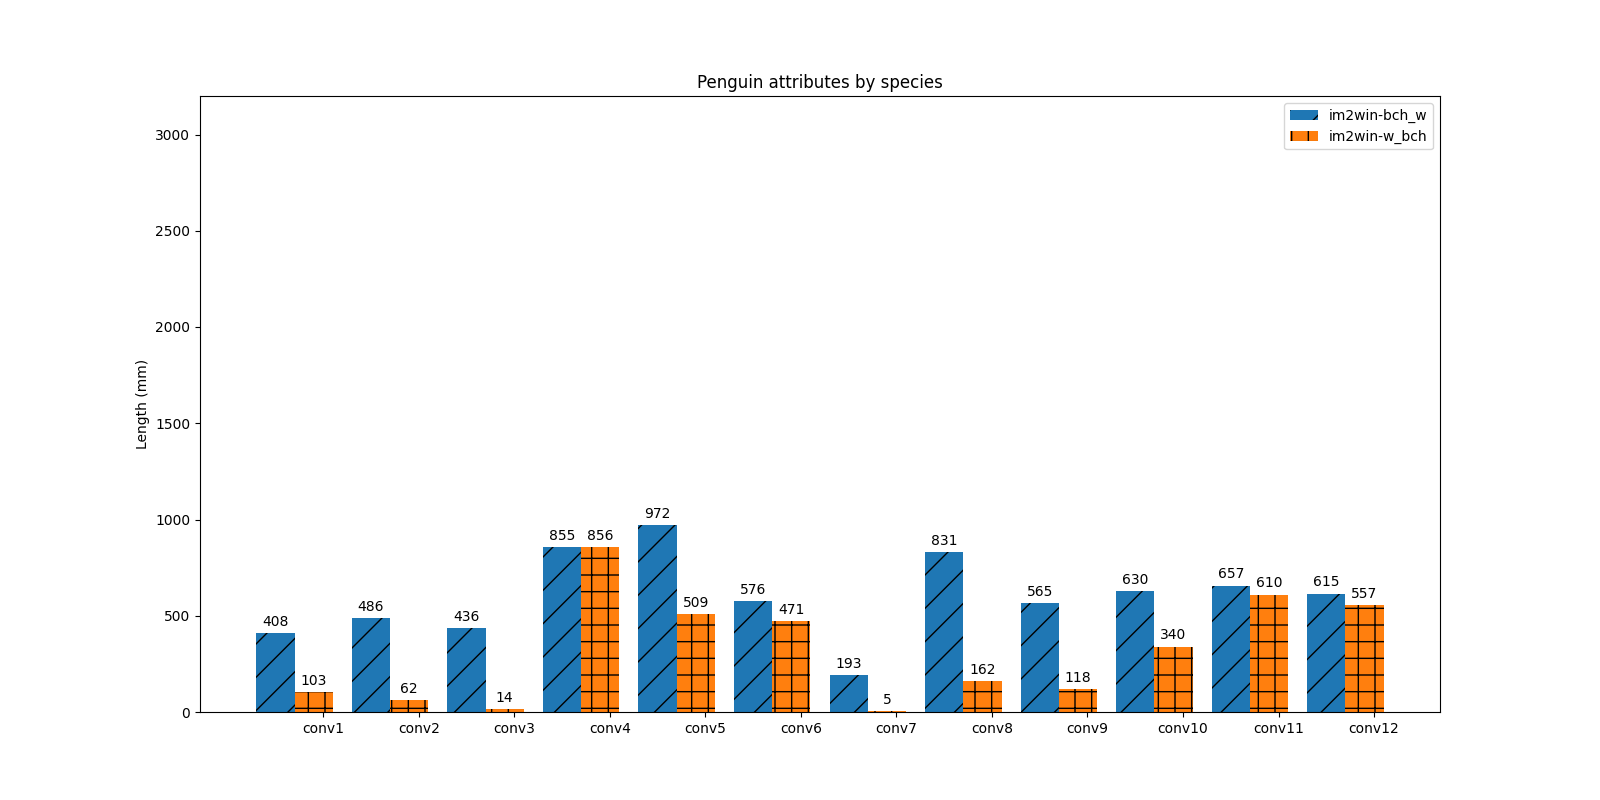 Penguin attributes by species
im2win-bch_w
im2win-w_bch
Length (mm)
3000
2500
2000
1500
1000
500
0
408 103 486 62 436 14 855 856 972 509 576 471 193 5 831 162 565 118 630 340 657 610 615 557
conv1 conv2 conv3 conv4 conv5 conv6 conv7 conv8 conv9 conv10 conv11 conv12